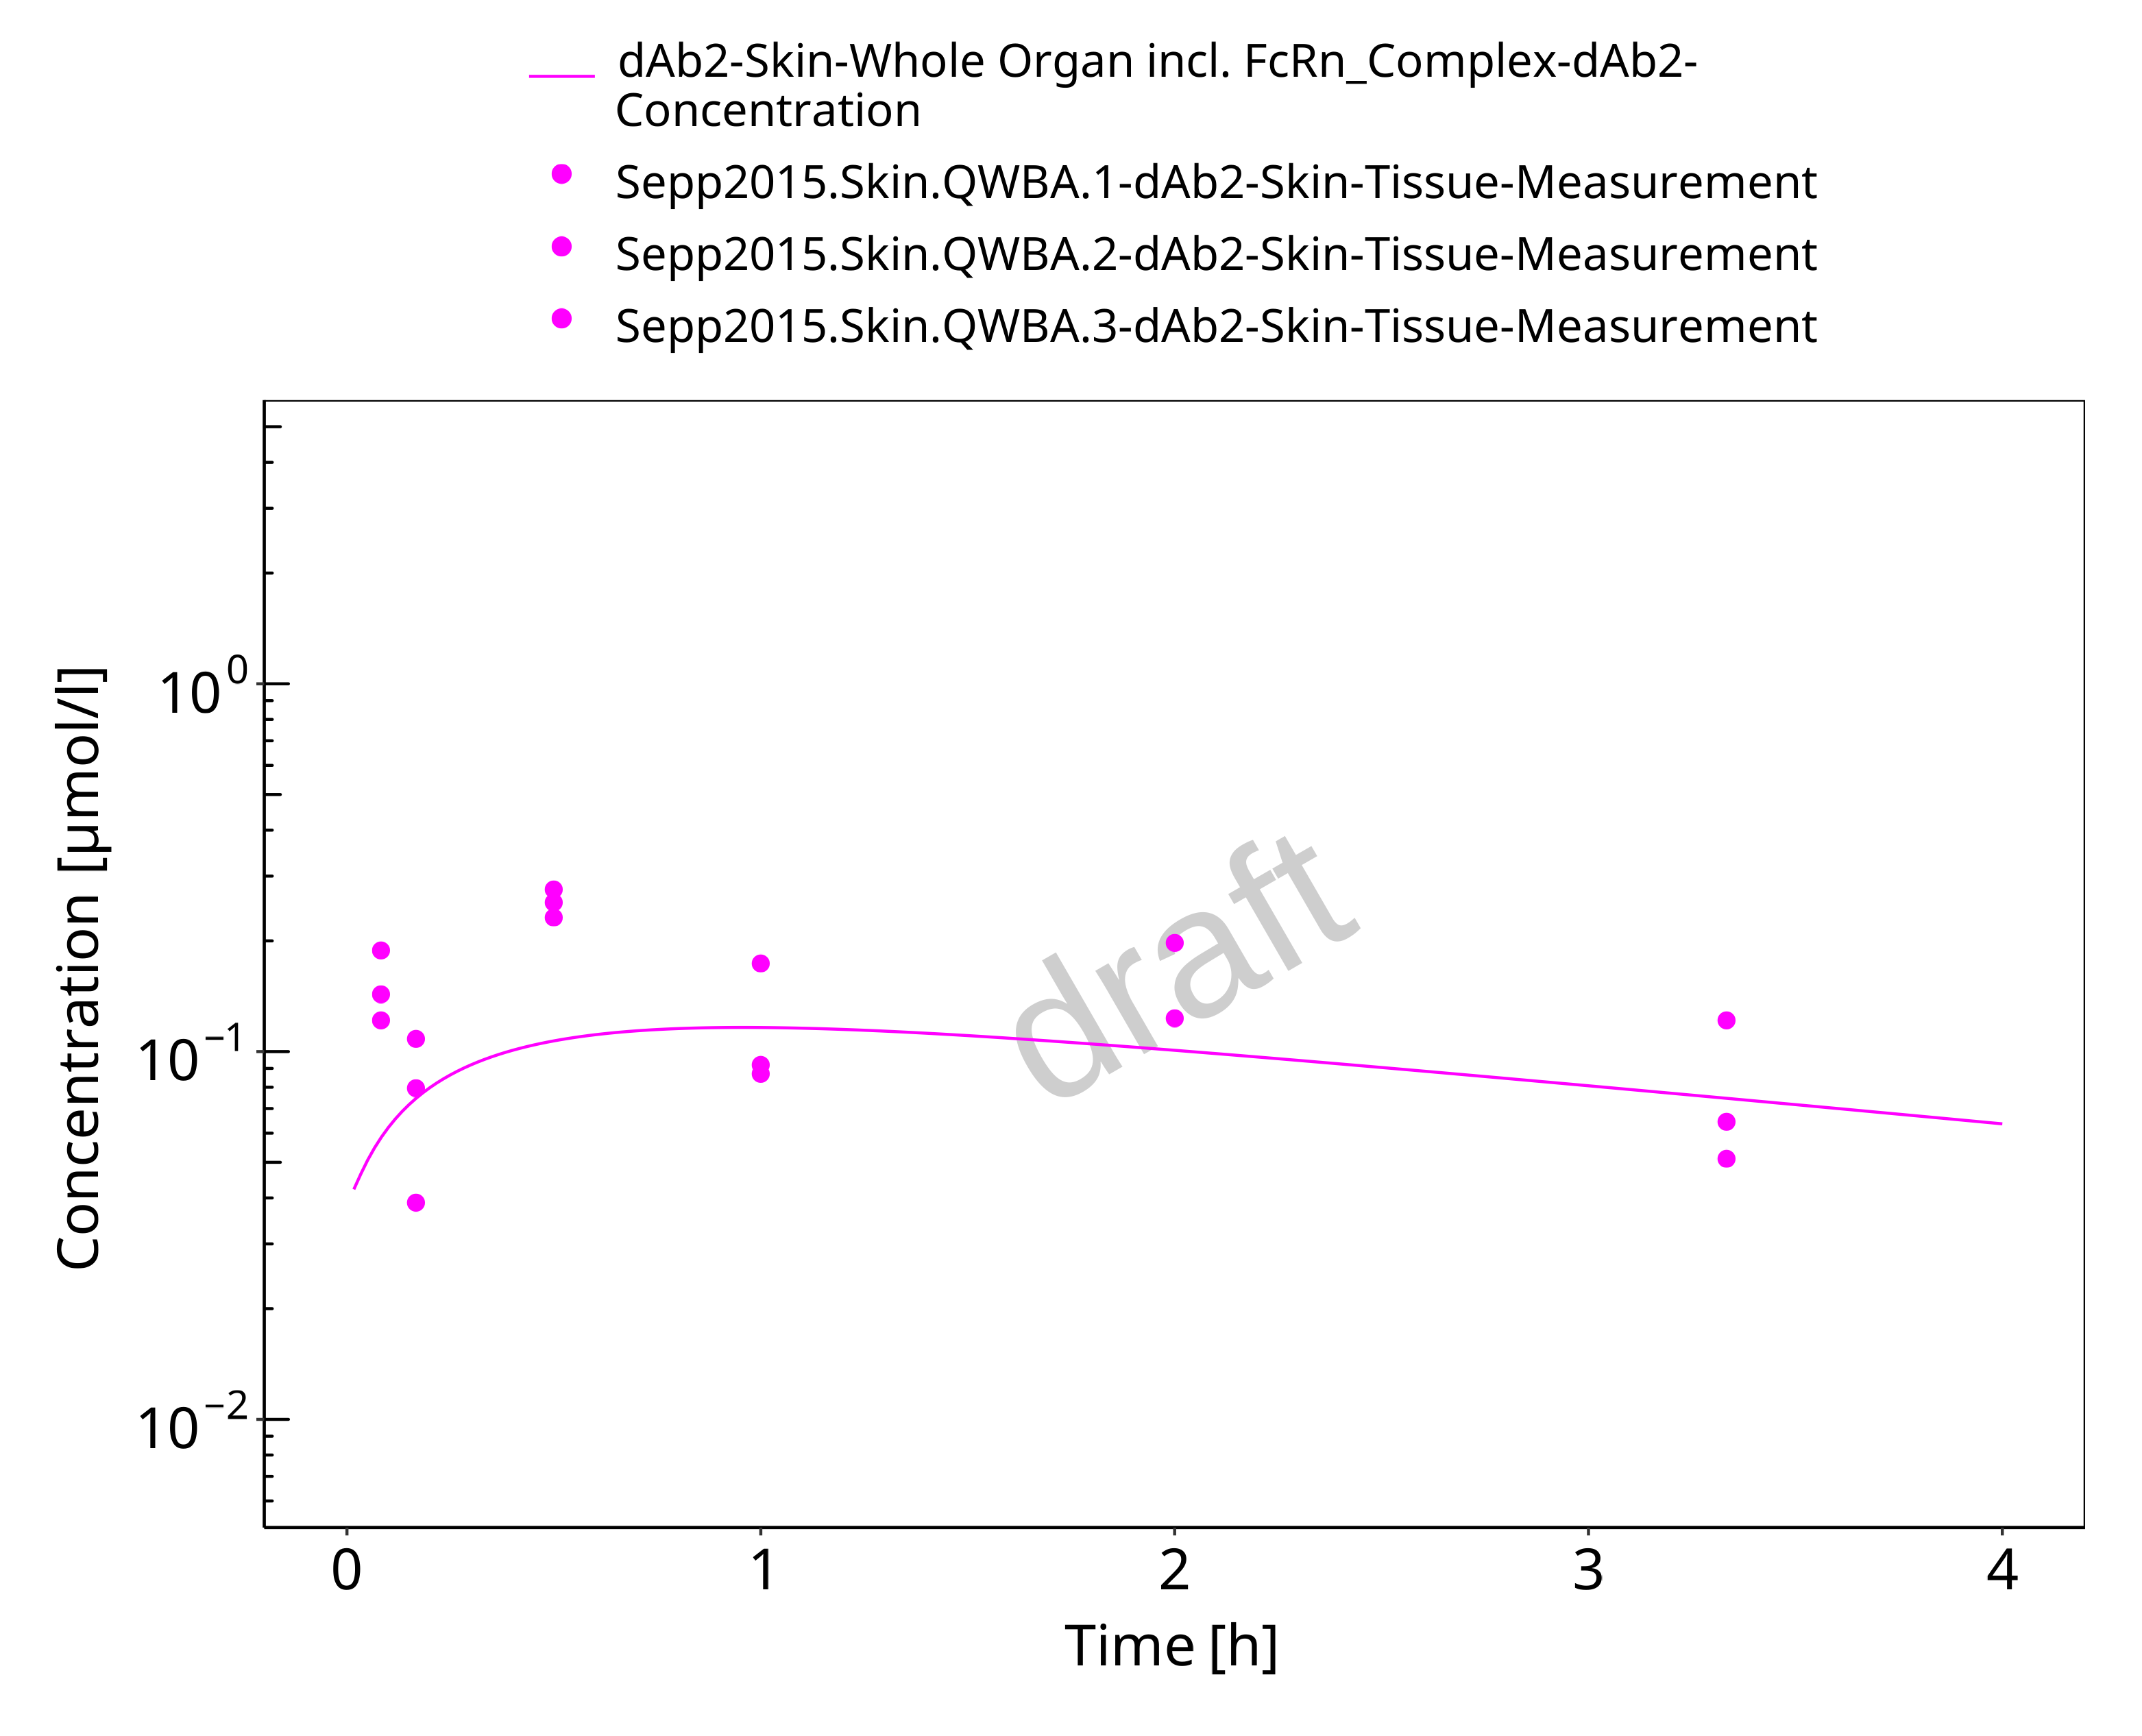 dAb2-Skin-Whole Organ incl. FcRn_Complex-dAb2-
Concentration
Sepp2015.Skin.QWBA.1-dAb2-Skin-Tissue-Measurement
Sepp2015.Skin.QWBA.2-dAb2-Skin-Tissue-Measurement
Sepp2015.Skin.QWBA.3-dAb2-Skin-Tissue-Measurement
Concentration [µmol/l]
10⁰
10⁻¹
10⁻²
draft
0 1 2 3 4
Time [h]